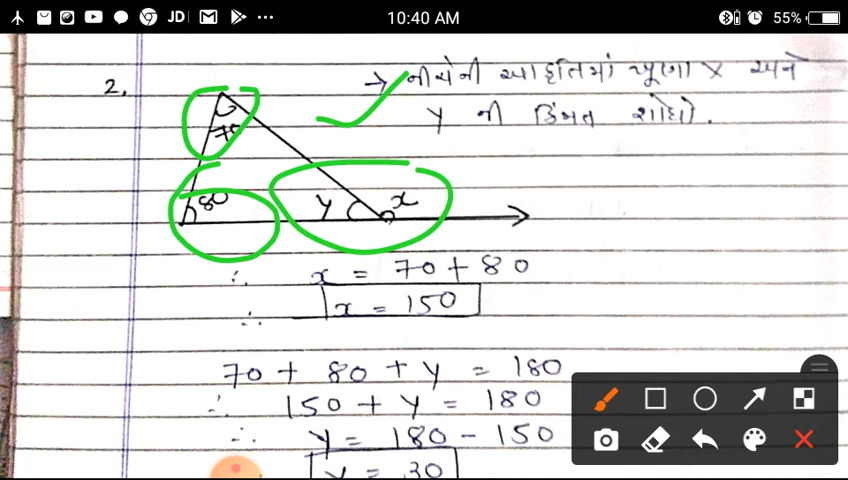 JD M 10:40 AM 55%
2. → નીચેની આકૃતિમાં ખૂણા x અને
y ની કિંમત શોધો.
70
80 y x
∴ x = 70 + 80
∴ x = 150
70 + 80 + y = 180
∴ 150 + y = 180
∴ y = 180 - 150
y = 30